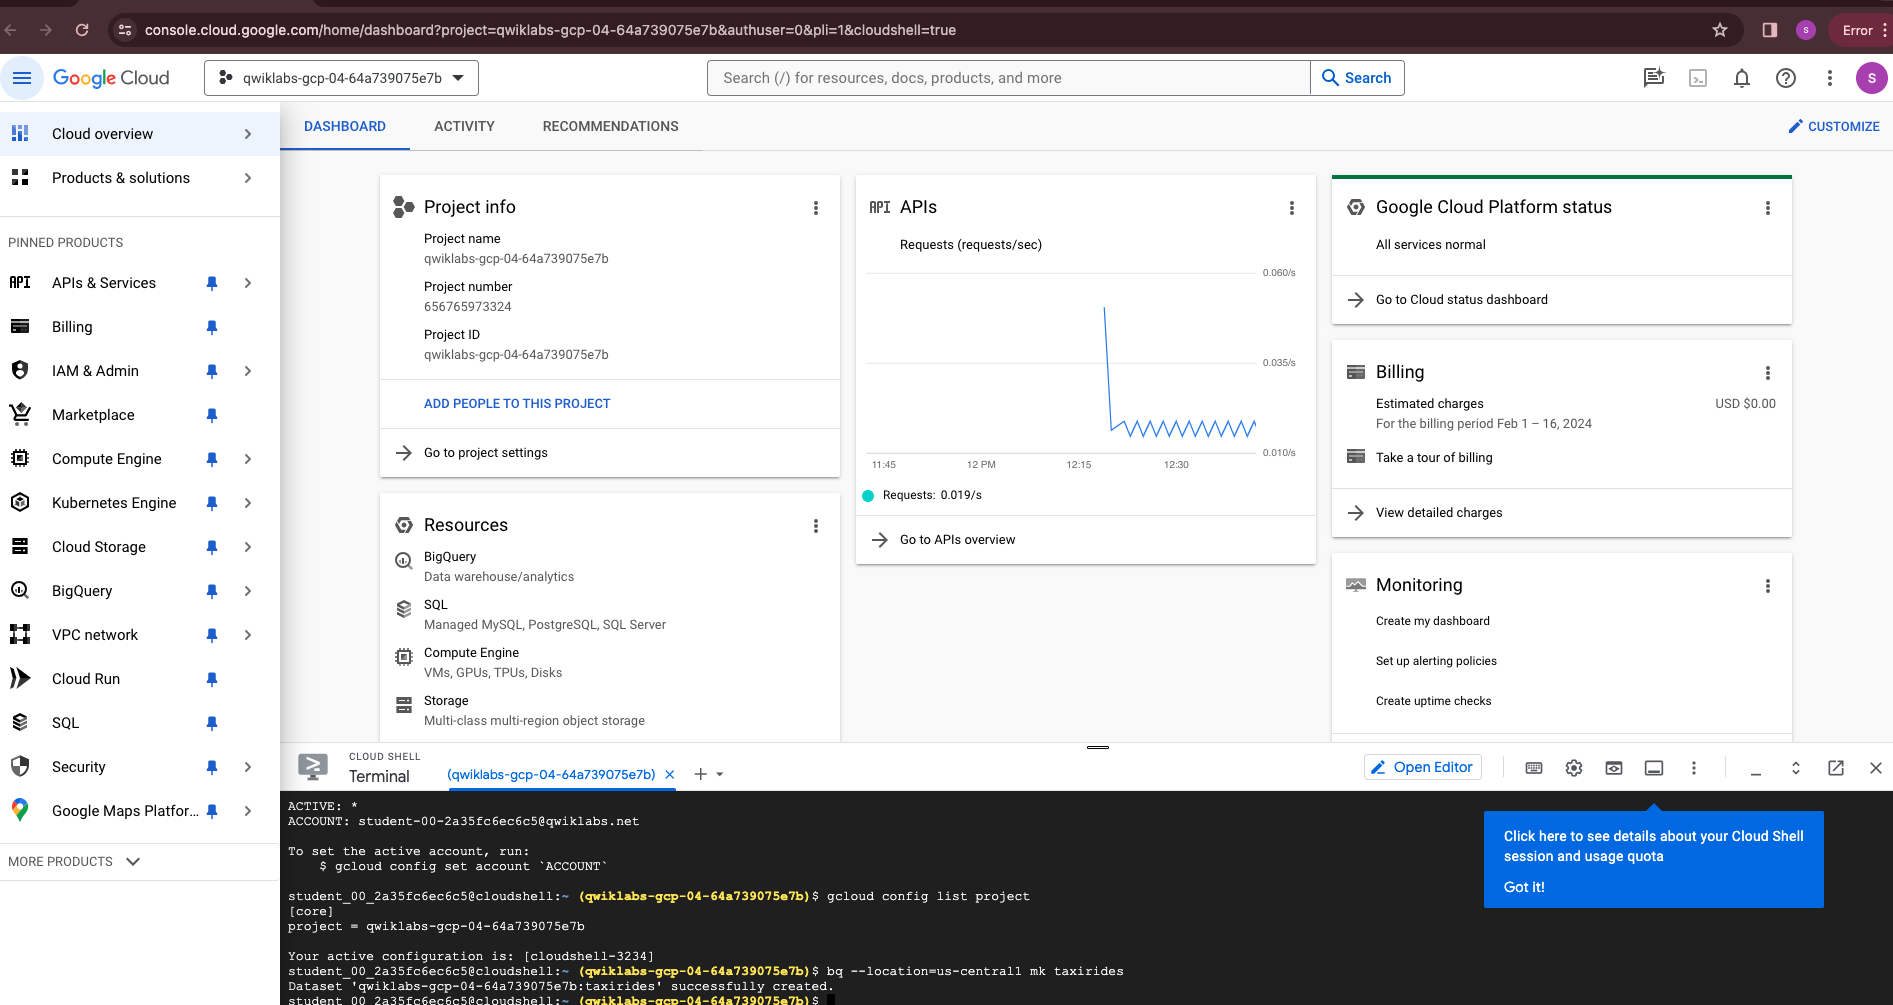 console.cloud.google.com/home/dashboard?project=qwiklabs-gcp-04-64a739075e7b&authuser=0&pli=1&cloudshell=true
S
Error
Google Cloud
qwiklabs-gcp-04-64a739075e7b
Search (/) for resources, docs, products, and more
Search
S
Cloud overview
Products & solutions
PINNED PRODUCTS
APIs & Services
Billing
IAM & Admin
Marketplace
Compute Engine
Kubernetes Engine
Cloud Storage
BigQuery
VPC network
Cloud Run
SQL
Security
Google Maps Platfor...
MORE PRODUCTS
DASHBOARD
ACTIVITY
RECOMMENDATIONS
CUSTOMIZE
Project info
Project name
qwiklabs-gcp-04-64a739075e7b
Project number
656765973324
Project ID
qwiklabs-gcp-04-64a739075e7b
ADD PEOPLE TO THIS PROJECT
Go to project settings
Resources
BigQuery
Data warehouse/analytics
SQL
Managed MySQL, PostgreSQL, SQL Server
Compute Engine
VMs, GPUs, TPUs, Disks
Storage
Multi-class multi-region object storage
API APIs
Requests (requests/sec)
0.060/s
0.035/s
0.010/s
11:45 12 PM 12:15 12:30
Requests: 0.019/s
Go to APIs overview
Google Cloud Platform status
All services normal
Go to Cloud status dashboard
Billing
Estimated charges USD $0.00
For the billing period Feb 1 – 16, 2024
Take a tour of billing
View detailed charges
Monitoring
Create my dashboard
Set up alerting policies
Create uptime checks
CLOUD SHELL
Terminal
(qwiklabs-gcp-04-64a739075e7b)
Open Editor
Click here to see details about your Cloud Shell
session and usage quota
Got it!
ACTIVE: *
ACCOUNT: student-00-2a35fc6ec6c5@qwiklabs.net
To set the active account, run:
$ gcloud config set account `ACCOUNT`
student_00_2a35fc6ec6c5@cloudshell:~ (qwiklabs-gcp-04-64a739075e7b)$ gcloud config list project
[core]
project = qwiklabs-gcp-04-64a739075e7b
Your active configuration is: [cloudshell-3234]
student_00_2a35fc6ec6c5@cloudshell:~ (qwiklabs-gcp-04-64a739075e7b)$ bq --location=us-central1 mk taxirides
Dataset 'qwiklabs-gcp-04-64a739075e7b:taxirides' successfully created.
student_00_2a35fc6ec6c5@cloudshell:~ (qwiklabs-gcp-04-64a739075e7b)$